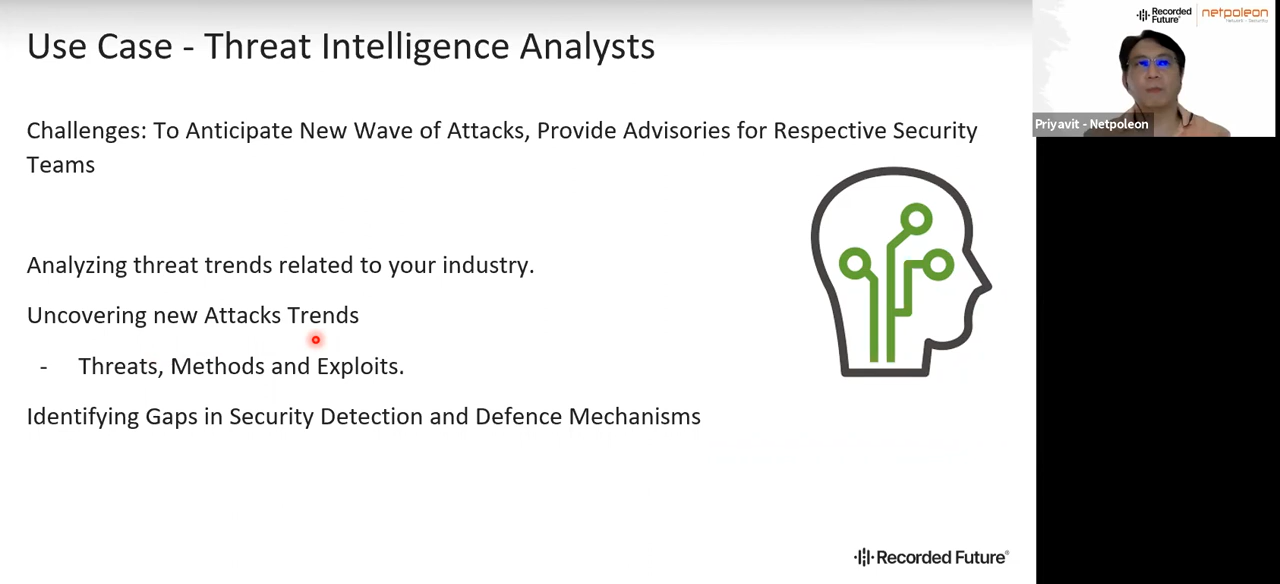 Use Case - Threat Intelligence Analysts
Challenges: To Anticipate New Wave of Attacks, Provide Advisories for Respective Security
Teams
Analyzing threat trends related to your industry.
Uncovering new Attacks Trends
- Threats, Methods and Exploits.
Identifying Gaps in Security Detection and Defence Mechanisms
Recorded Future®
Recorded
Future®
netpoleon
Network + Security
Priyavit - Netpoleon